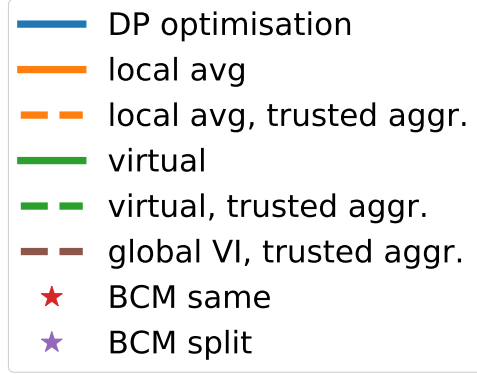 DP optimisation
local avg
local avg, trusted aggr.
virtual
virtual, trusted aggr.
global VI, trusted aggr.
BCM same
BCM split